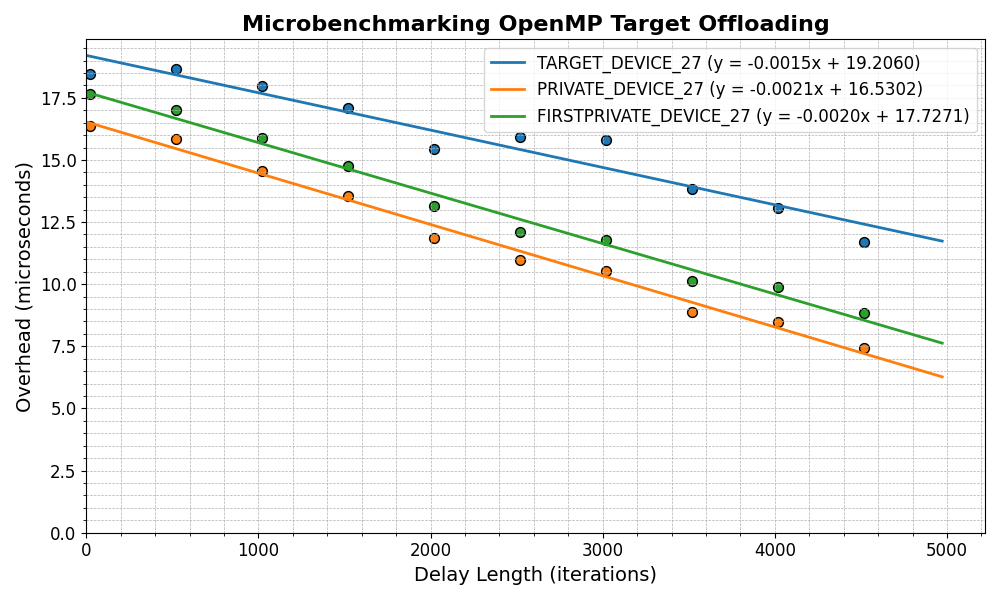 Microbenchmarking OpenMP Target Offloading
TARGET_DEVICE_27 (y = -0.0015x + 19.2060)
PRIVATE_DEVICE_27 (y = -0.0021x + 16.5302)
FIRSTPRIVATE_DEVICE_27 (y = -0.0020x + 17.7271)
Overhead (microseconds)
17.5
15.0
12.5
10.0
7.5
5.0
2.5
0.0
0 1000 2000 3000 4000 5000
Delay Length (iterations)